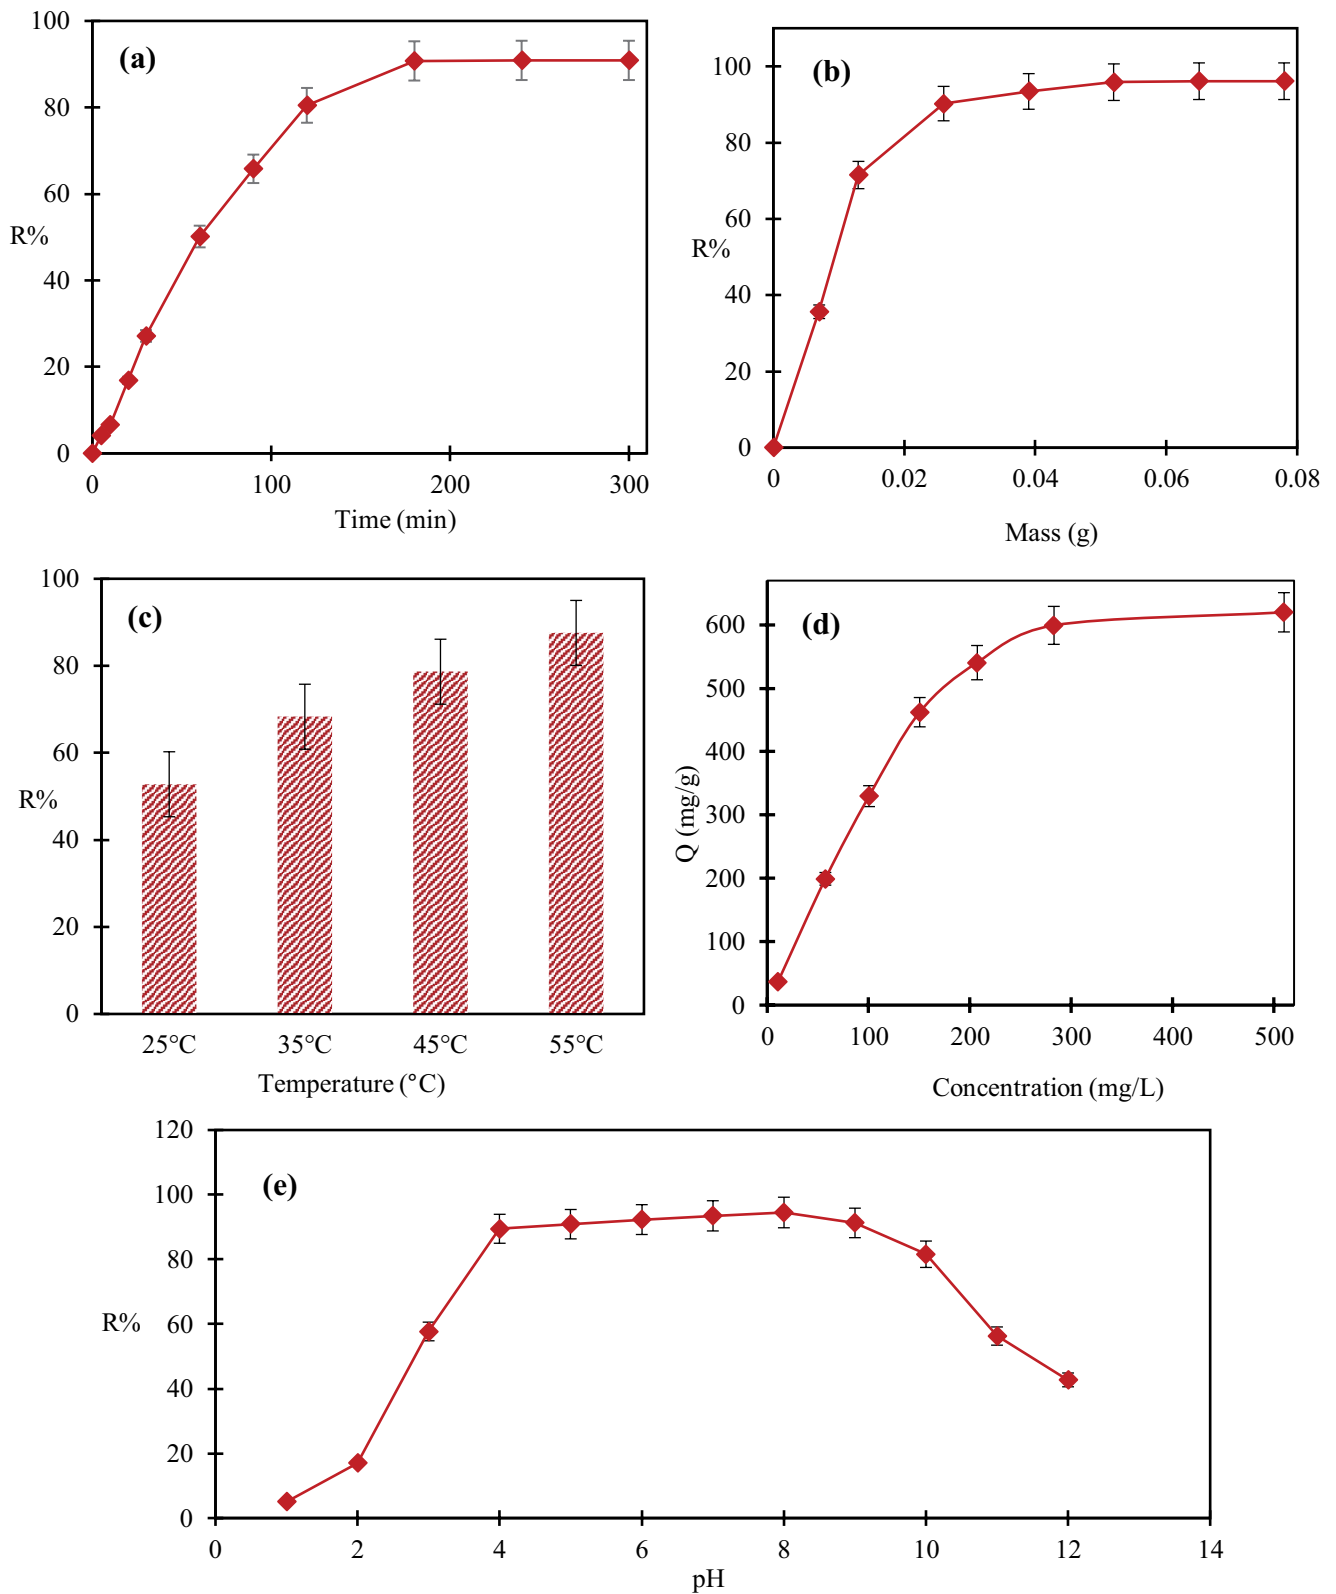 (a)
R%
100
80
60
40
20
0
0 100 200 300
Time (min)
(b)
R%
100
80
60
40
20
0
0 0.02 0.04 0.06 0.08
Mass (g)
(c)
R%
100
80
60
40
20
0
25°C 35°C 45°C 55°C
Temperature (°C)
(d)
Q (mg/g)
600
500
400
300
200
100
0
0 100 200 300 400 500
Concentration (mg/L)
(e)
R%
120
100
80
60
40
20
0
0 2 4 6 8 10 12 14
pH